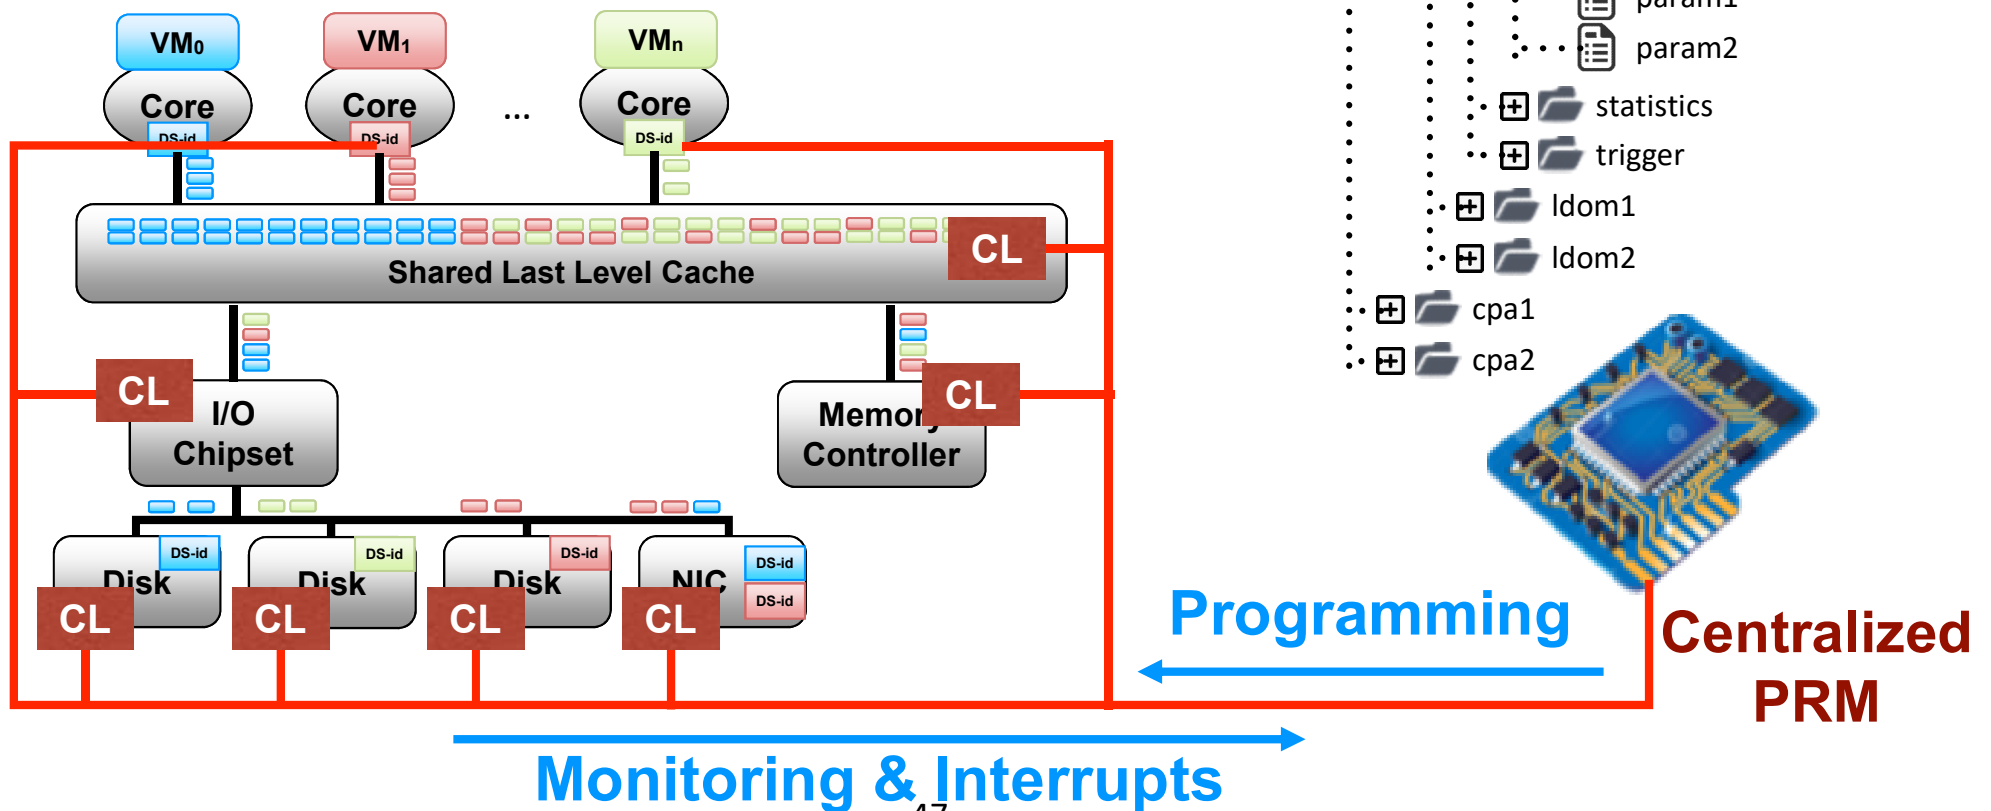 VM0
VM1
VMn
Core
Core
...
Core
DS-id
DS-id
DS-id
CL
Shared Last Level Cache
CL
I/O
Chipset
CL
Memory
Controller
DS-id
DS-id
DS-id
DS-id
DS-id
Disk
Disk
Disk
NIC
CL
CL
CL
CL
param1
param2
statistics
trigger
ldom1
ldom2
cpa1
cpa2
Programming
Centralized
PRM
Monitoring & Interrupts
47